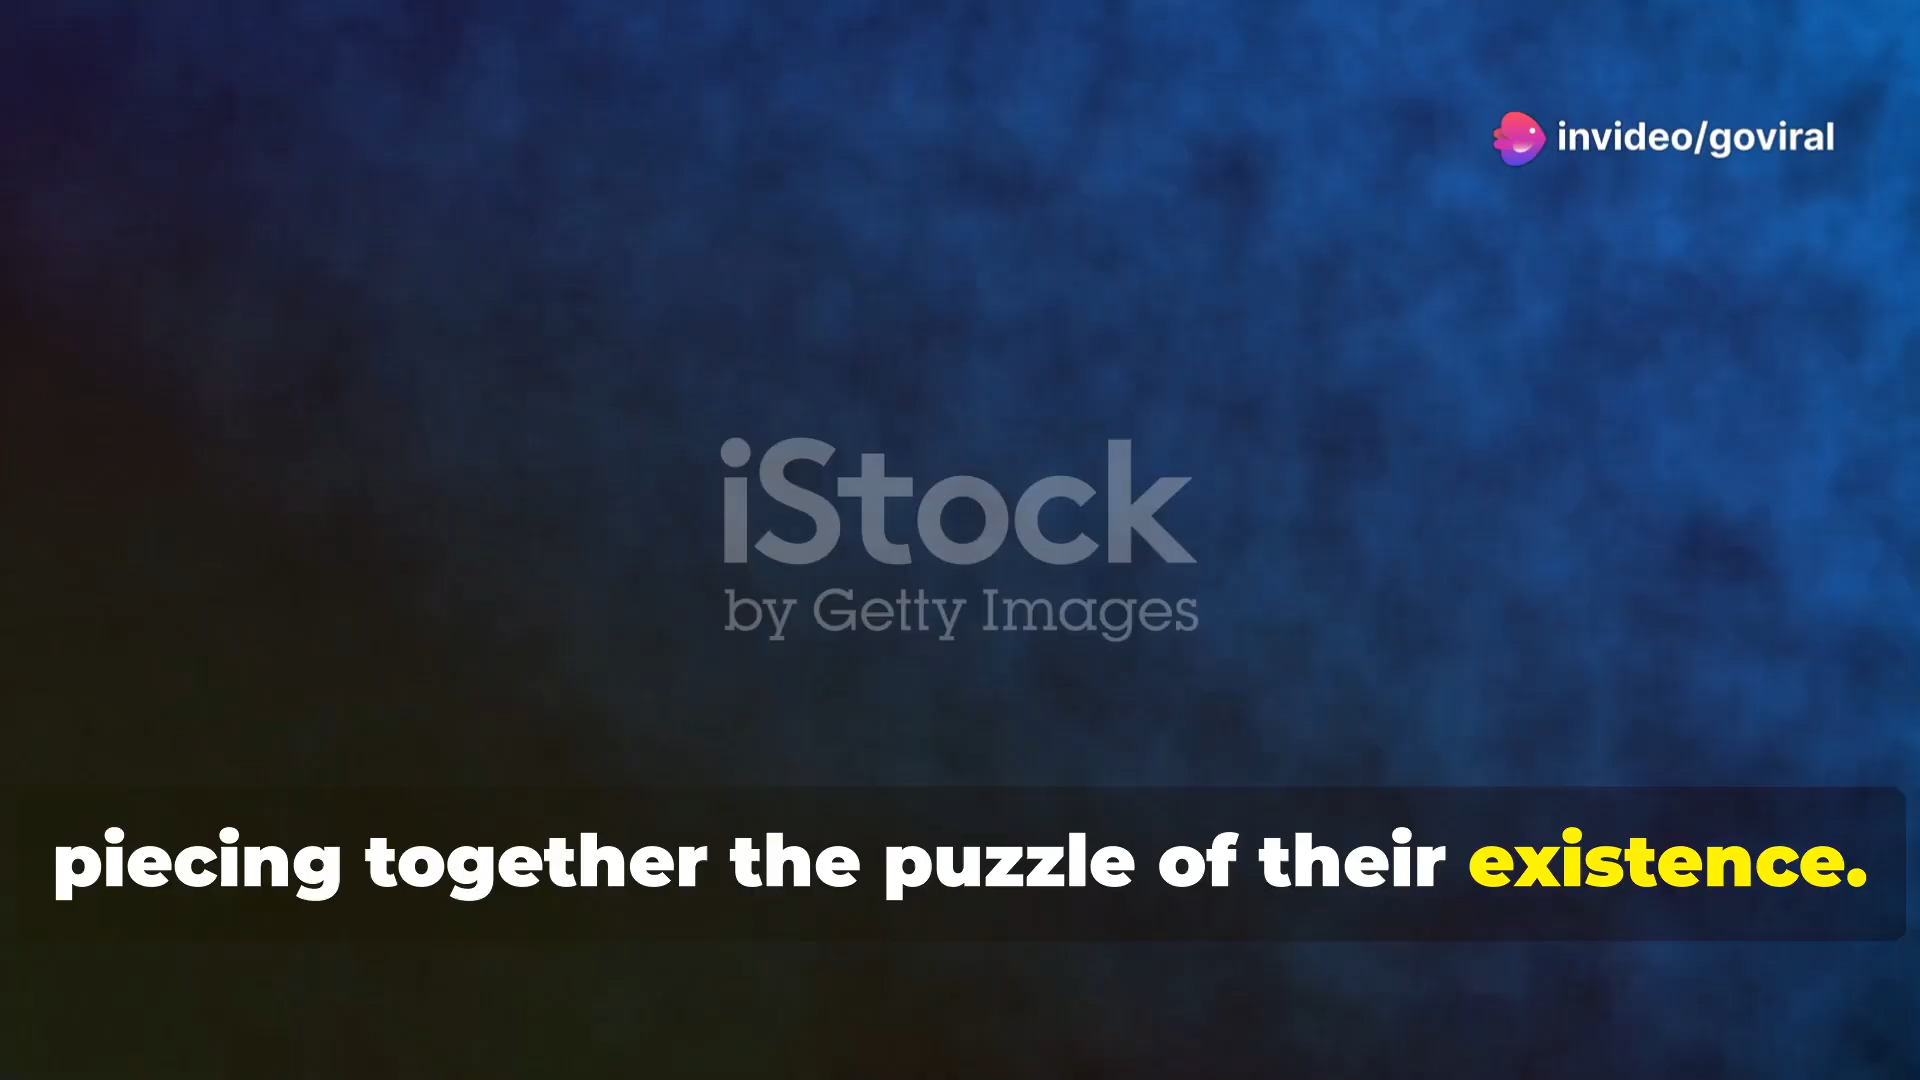 invideo/goviral
iStock
by Getty Images
piecing together the puzzle of their existence.